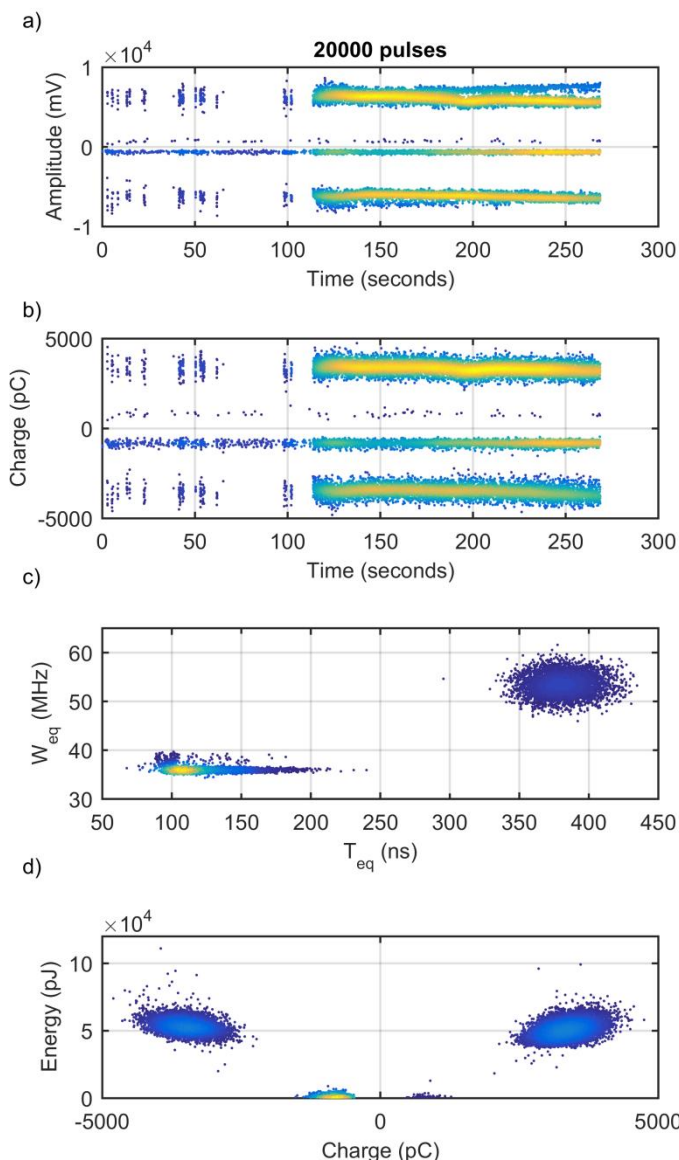 a)
20000 pulses
×10^4
1
0
-1
Amplitude (mV)
0 50 100 150 200 250 300
Time (seconds)
b)
5000
0
-5000
Charge (pC)
0 50 100 150 200 250 300
Time (seconds)
c)
60
50
40
30
W_eq (MHz)
50 100 150 200 250 300 350 400 450
T_eq (ns)
d)
×10^4
10
5
0
Energy (pJ)
-5000 0 5000
Charge (pC)